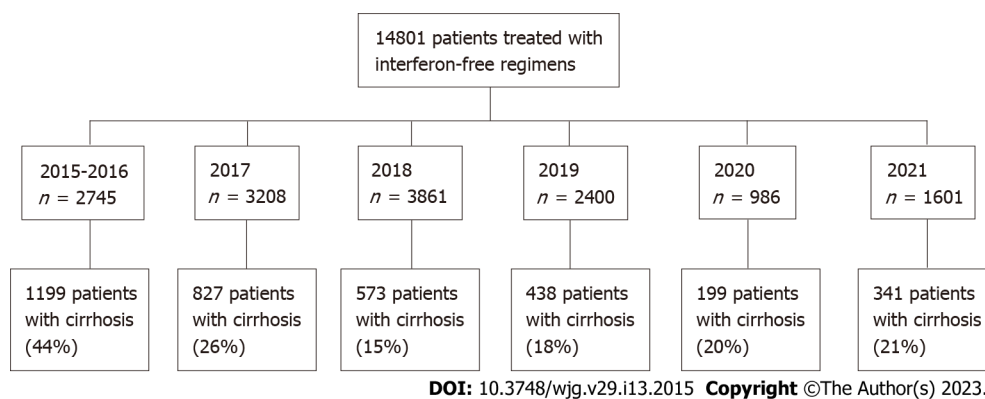 14801 patients treated with
interferon-free regimens
2015-2016
n = 2745
2017
n = 3208
2018
n = 3861
2019
n = 2400
2020
n = 986
2021
n = 1601
1199 patients
with cirrhosis
(44%)
827 patients
with cirrhosis
(26%)
573 patients
with cirrhosis
(15%)
438 patients
with cirrhosis
(18%)
199 patients
with cirrhosis
(20%)
341 patients
with cirrhosis
(21%)
DOI: 10.3748/wjg.v29.i13.2015 Copyright ©The Author(s) 2023.